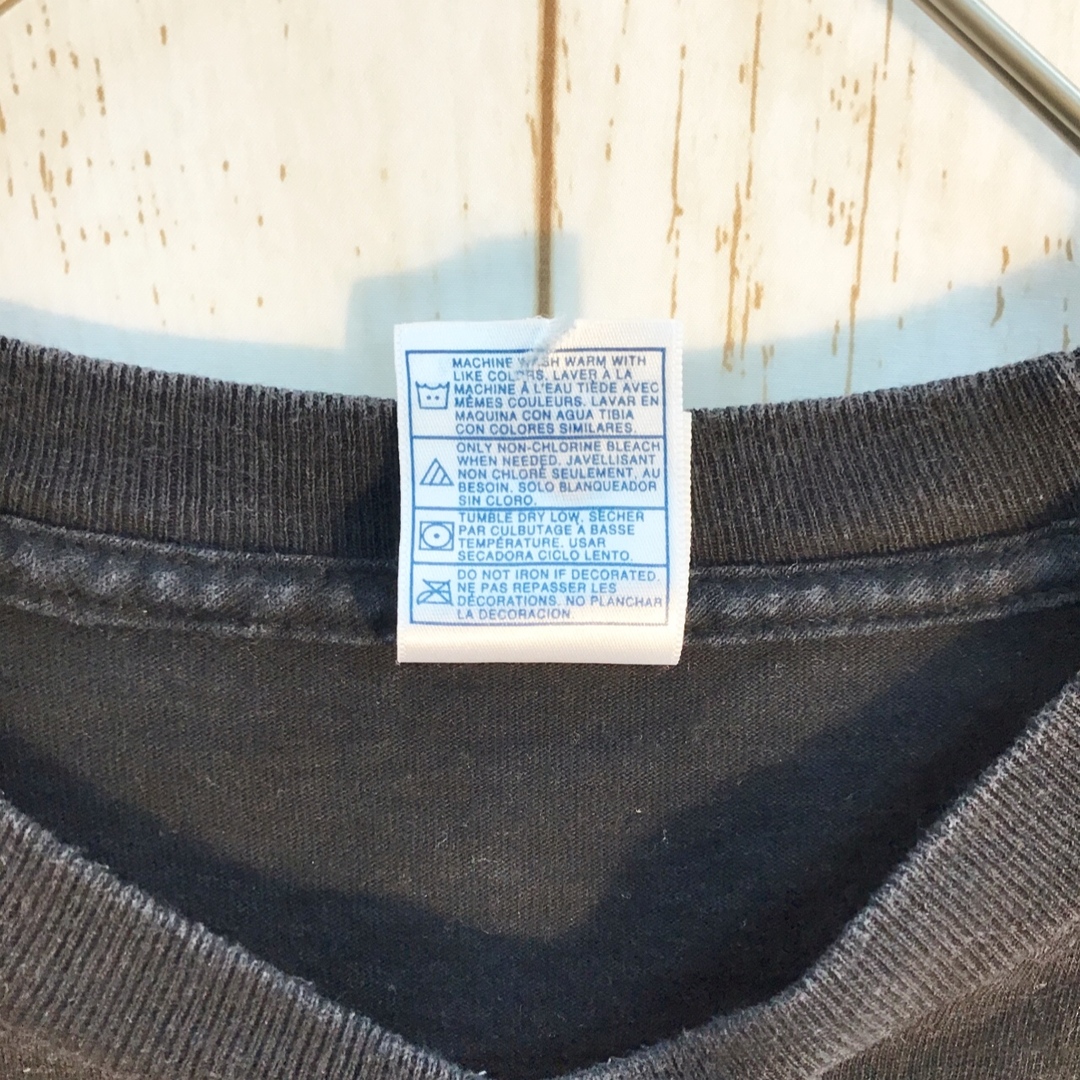 MACHINE WASH WARM WITH
LIKE COLORS. LAVER A LA
MACHINE À L'EAU TIÈDE AVEC
MÊMES COULEURS. LAVAR EN
MAQUINA CON AGUA TIBIA
CON COLORES SIMILARES.
ONLY NON-CHLORINE BLEACH
WHEN NEEDED. JAVELLISANT
NON CHLORÉ SEULEMENT, AU
BESOIN. SOLO BLANQUEADOR
SIN CLORO.
TUMBLE DRY LOW. SÉCHER
PAR CULBUTAGE À BASSE
TEMPÉRATURE. USAR
SECADORA CICLO LENTO.
DO NOT IRON IF DECORATED.
NE PAS REPASSER LES
DÉCORATIONS. NO PLANCHAR
LA DECORACION